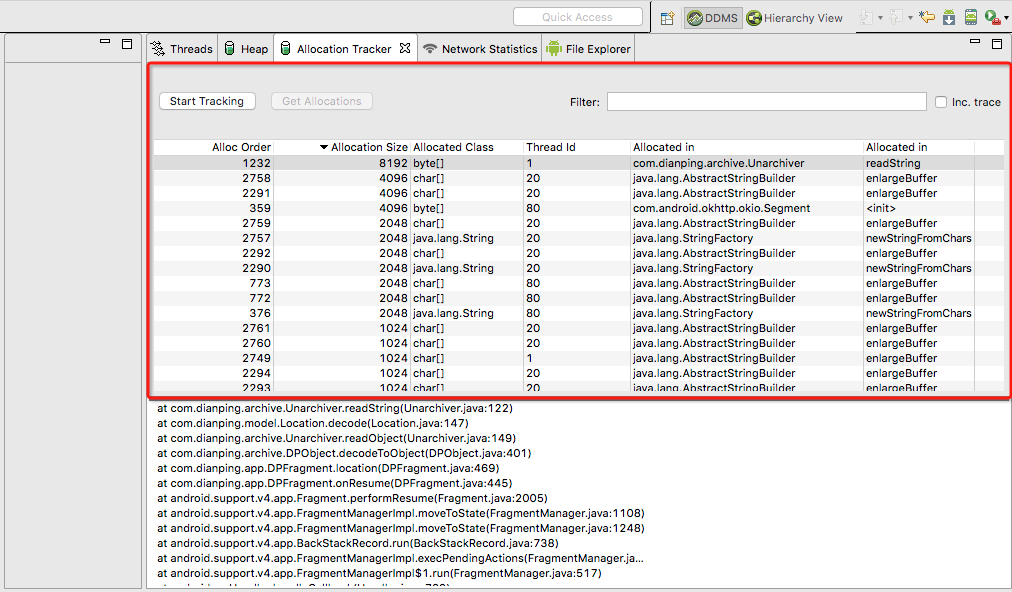 Quick Access
DDMS Hierarchy View
Threads Heap Allocation Tracker Network Statistics File Explorer
Start Tracking Get Allocations Filter: Inc. trace
Alloc Order Allocation Size Allocated Class Thread Id Allocated in Allocated in
1232 8192 byte[] 1 com.dianping.archive.Unarchiver readString
2758 4096 char[] 20 java.lang.AbstractStringBuilder enlargeBuffer
2291 4096 char[] 20 java.lang.AbstractStringBuilder enlargeBuffer
359 4096 byte[] 80 com.android.okhttp.okio.Segment <init>
2759 2048 char[] 20 java.lang.AbstractStringBuilder enlargeBuffer
2757 2048 java.lang.String 20 java.lang.StringFactory newStringFromChars
2292 2048 char[] 20 java.lang.AbstractStringBuilder enlargeBuffer
2290 2048 java.lang.String 20 java.lang.StringFactory newStringFromChars
773 2048 char[] 80 java.lang.AbstractStringBuilder enlargeBuffer
772 2048 char[] 80 java.lang.AbstractStringBuilder enlargeBuffer
376 2048 java.lang.String 80 java.lang.StringFactory newStringFromChars
2761 1024 char[] 20 java.lang.AbstractStringBuilder enlargeBuffer
2760 1024 char[] 20 java.lang.AbstractStringBuilder enlargeBuffer
2749 1024 char[] 1 java.lang.AbstractStringBuilder enlargeBuffer
2294 1024 char[] 20 java.lang.AbstractStringBuilder enlargeBuffer
2293 1024 char[] 20 java.lang.AbstractStringBuilder enlargeBuffer
at com.dianping.archive.Unarchiver.readString(Unarchiver.java:122)
at com.dianping.model.Location.decode(Location.java:147)
at com.dianping.archive.Unarchiver.readObject(Unarchiver.java:149)
at com.dianping.archive.DPObject.decodeToObject(DPObject.java:401)
at com.dianping.app.DPFragment.location(DPFragment.java:469)
at com.dianping.app.DPFragment.onResume(DPFragment.java:445)
at android.support.v4.app.Fragment.performResume(Fragment.java:2005)
at android.support.v4.app.FragmentManagerImpl.moveToState(FragmentManager.java:1108)
at android.support.v4.app.FragmentManagerImpl.moveToState(FragmentManager.java:1248)
at android.support.v4.app.BackStackRecord.run(BackStackRecord.java:738)
at android.support.v4.app.FragmentManagerImpl.execPendingActions(FragmentManager.ja...
at android.support.v4.app.FragmentManagerImpl$1.run(FragmentManager.java:517)